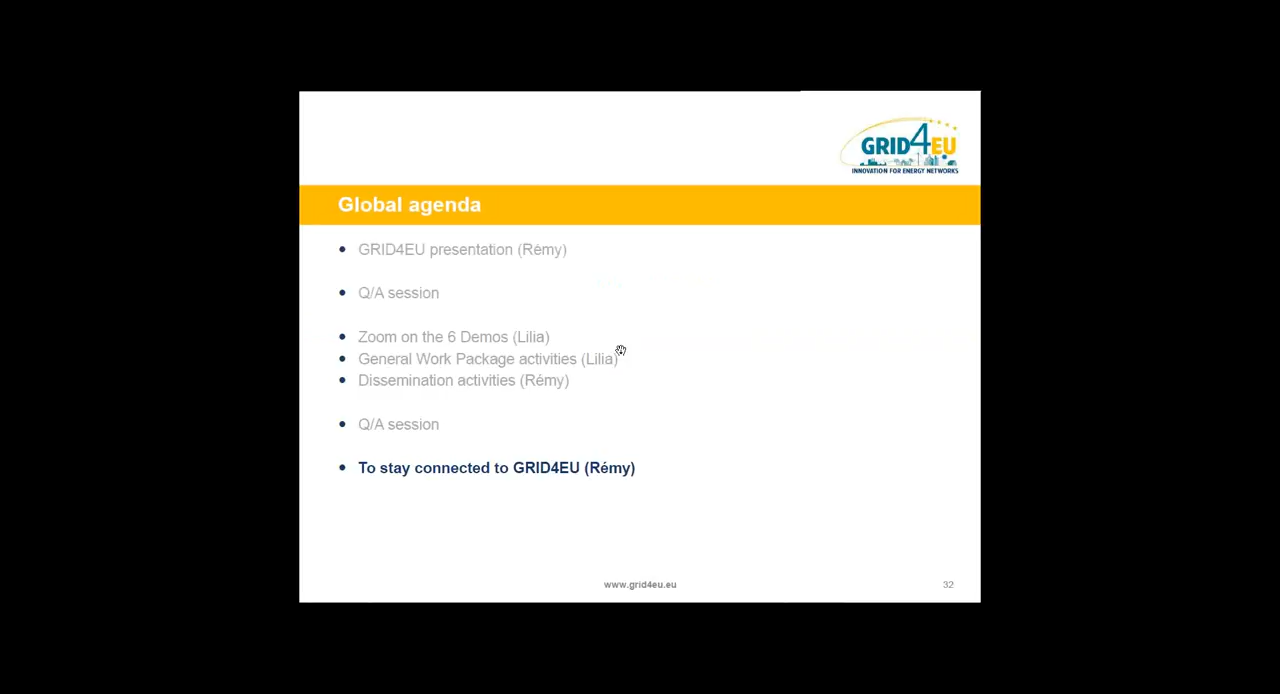 GRID4EU
INNOVATION FOR ENERGY NETWORKS
Global agenda
• GRID4EU presentation (Rémy)
• Q/A session
• Zoom on the 6 Demos (Lilia)
• General Work Package activities (Lilia)
• Dissemination activities (Rémy)
• Q/A session
• To stay connected to GRID4EU (Rémy)
www.grid4eu.eu
32